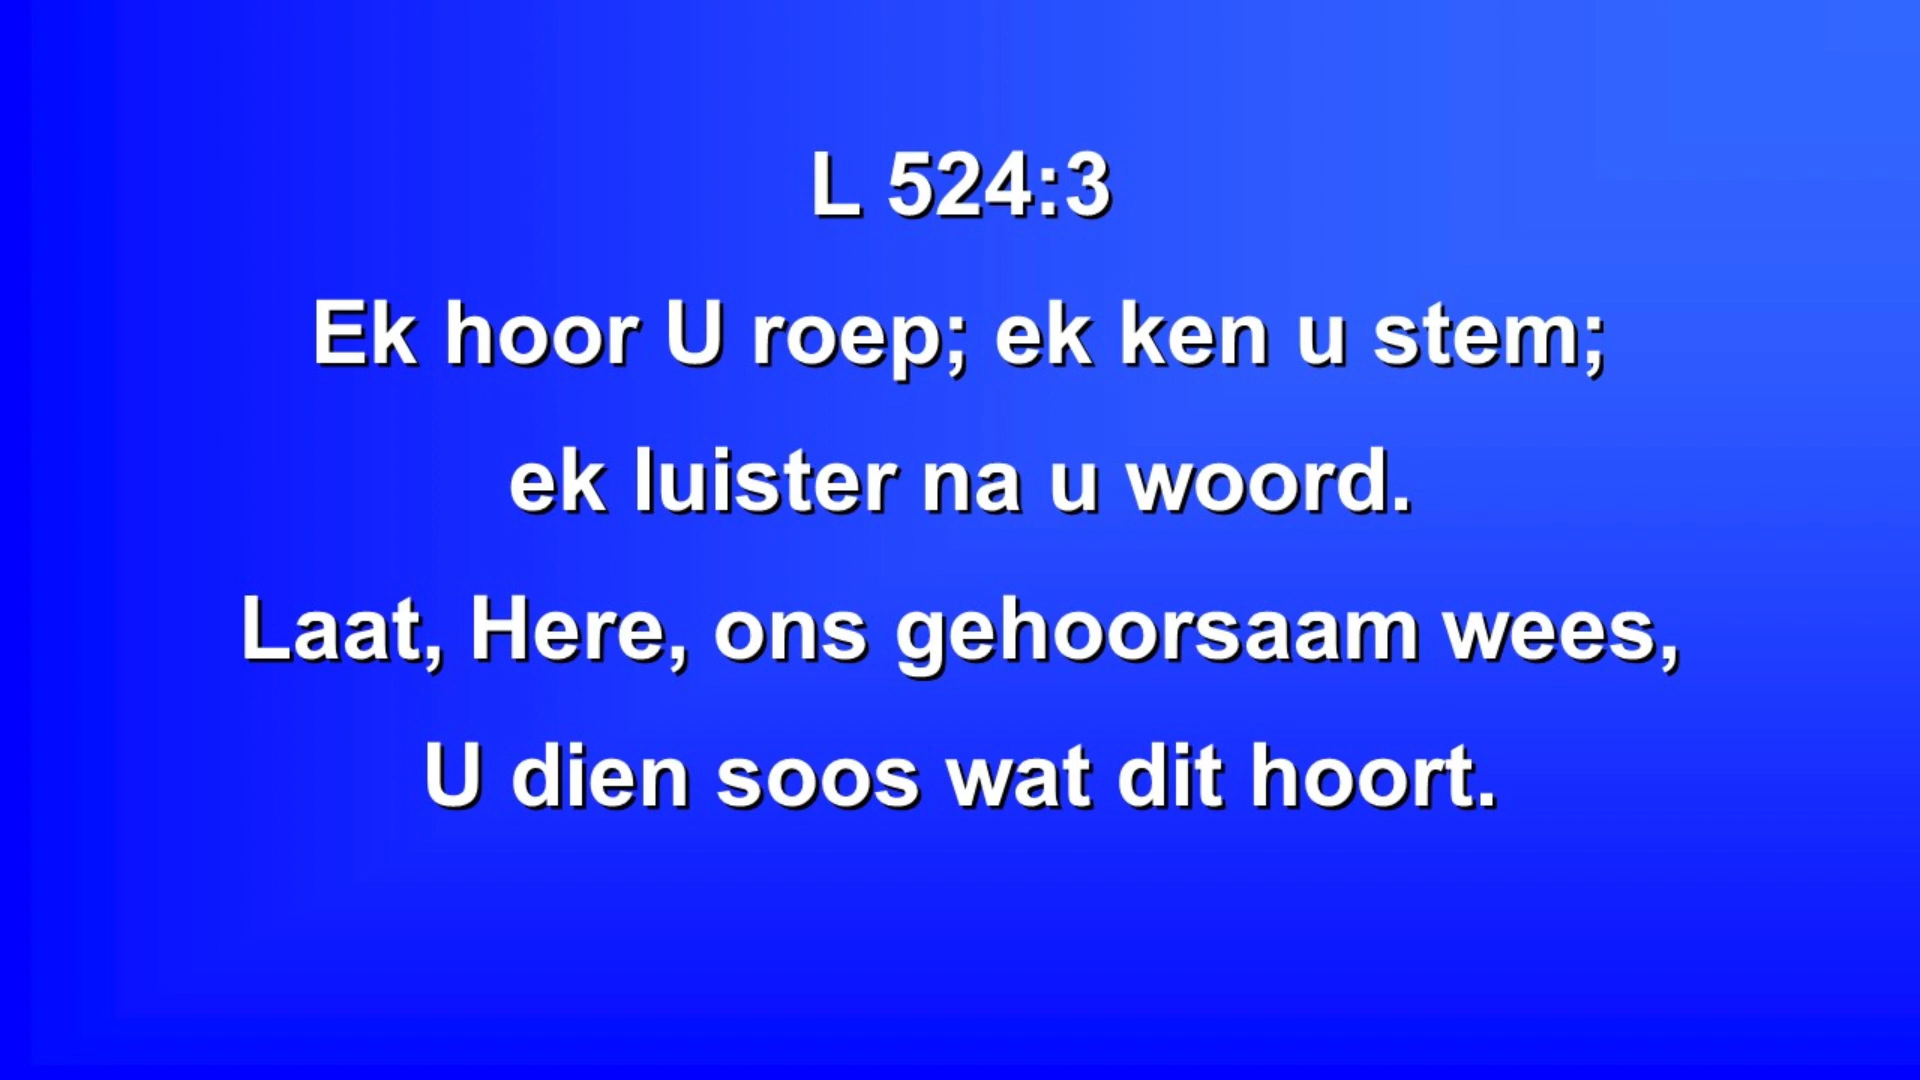 L 524:3
Ek hoor U roep; ek ken u stem;
ek luister na u woord.
Laat, Here, ons gehoorsaam wees,
U dien soos wat dit hoort.